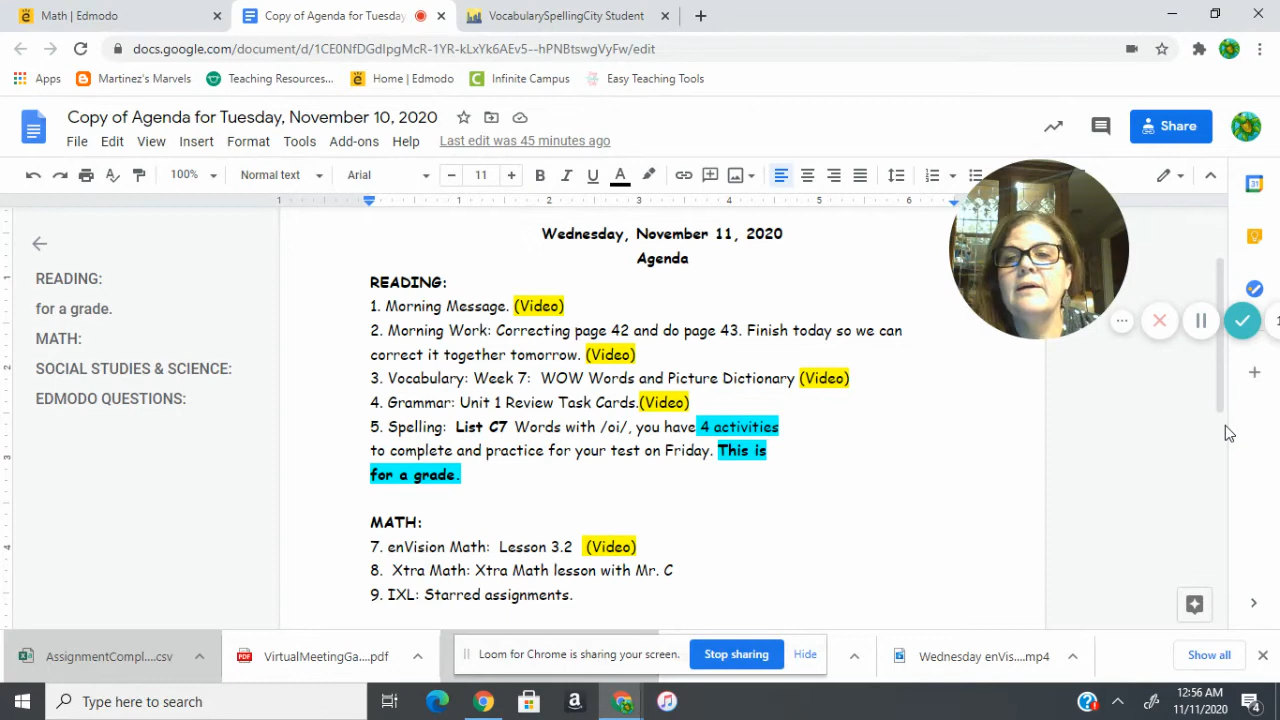 Math | Edmodo
Copy of Agenda for Tuesday,
VocabularySpellingCity Student
docs.google.com/document/d/1CE0NfDGdIpgMcR-1YR-kLxYk6AEv5--hPNBtswgVyFw/edit
Apps
Martinez's Marvels
Teaching Resources...
Home | Edmodo
Infinite Campus
Easy Teaching Tools
Copy of Agenda for Tuesday, November 10, 2020
Share
File Edit View Insert Format Tools Add-ons Help Last edit was 45 minutes ago
100% Normal text Arial 11
1 1 2 3 4 5 6
Wednesday, November 11, 2020
Agenda
READING:
for a grade.
MATH:
SOCIAL STUDIES & SCIENCE:
EDMODO QUESTIONS:
READING:
1. Morning Message. (Video)
2. Morning Work: Correcting page 42 and do page 43. Finish today so we can
correct it together tomorrow. (Video)
3. Vocabulary: Week 7: WOW Words and Picture Dictionary (Video)
4. Grammar: Unit 1 Review Task Cards.(Video)
5. Spelling: List C7 Words with /oi/, you have 4 activities
to complete and practice for your test on Friday. This is
for a grade.
MATH:
7. enVision Math: Lesson 3.2 (Video)
8. Xtra Math: Xtra Math lesson with Mr. C
9. IXL: Starred assignments.
AssignmentCompl....csv
VirtualMeetingGa....pdf
Loom for Chrome is sharing your screen.
Stop sharing
Hide
Wednesday enVis....mp4
Show all
Type here to search
12:56 AM
11/11/2020
4